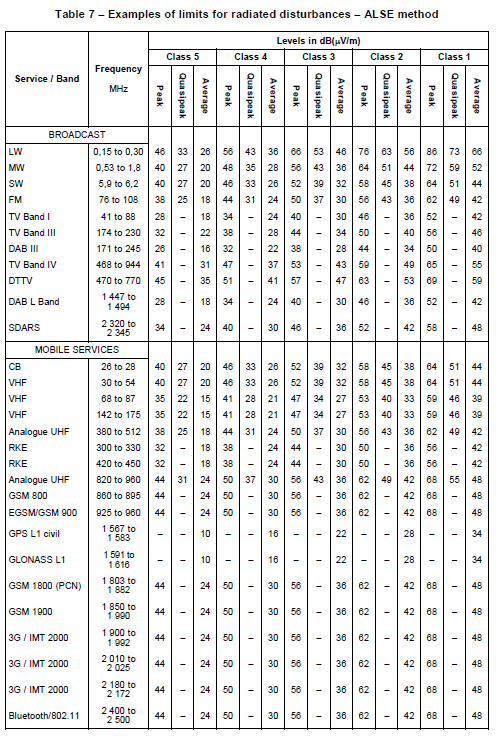 Table 7 – Examples of limits for radiated disturbances – ALSE method
Levels in dB(µV/m)
Service / Band Frequency MHz Class 5 Class 4 Class 3 Class 2 Class 1
Peak Quasipeak Average Peak Quasipeak Average Peak Quasipeak Average Peak Quasipeak Average Peak Quasipeak Average
BROADCAST
LW 0,15 to 0,30 46 33 26 56 43 36 66 53 46 76 63 56 86 73 66
MW 0,53 to 1,8 40 27 20 48 35 28 56 43 36 64 51 44 72 59 52
SW 5,9 to 6,2 40 27 20 46 33 26 52 39 32 58 45 38 64 51 44
FM 76 to 108 38 25 18 44 31 24 50 37 30 56 43 36 62 49 42
TV Band I 41 to 88 28 – 18 34 – 24 40 – 30 46 – 36 52 – 42
TV Band III 174 to 230 32 – 22 38 – 28 44 – 34 50 – 40 56 – 46
DAB III 171 to 245 26 – 16 32 – 22 38 – 28 44 – 34 50 – 40
TV Band IV 468 to 944 41 – 31 47 – 37 53 – 43 59 – 49 65 – 55
DTTV 470 to 770 45 – 35 51 – 41 57 – 47 63 – 53 69 – 59
DAB L Band 1 447 to 1 494 28 – 18 34 – 24 40 – 30 46 – 36 52 – 42
SDARS 2 320 to 2 345 34 – 24 40 – 30 46 – 36 52 – 42 58 – 48
MOBILE SERVICES
CB 26 to 28 40 27 20 46 33 26 52 39 32 58 45 38 64 51 44
VHF 30 to 54 40 27 20 46 33 26 52 39 32 58 45 38 64 51 44
VHF 68 to 87 35 22 15 41 28 21 47 34 27 53 40 33 59 46 39
VHF 142 to 175 35 22 15 41 28 21 47 34 27 53 40 33 59 46 39
Analogue UHF 380 to 512 38 25 18 44 31 24 50 37 30 56 43 36 62 49 42
RKE 300 to 330 32 – 18 38 – 24 44 – 30 50 – 36 56 – 42
RKE 420 to 450 32 – 18 38 – 24 44 – 30 50 – 36 56 – 42
Analogue UHF 820 to 960 44 31 24 50 37 30 56 43 36 62 49 42 68 55 48
GSM 800 860 to 895 44 – 24 50 – 30 56 – 36 62 – 42 68 – 48
EGSM/GSM 900 925 to 960 44 – 24 50 – 30 56 – 36 62 – 42 68 – 48
GPS L1 civil 1 567 to 1 583 – – 10 – – 16 – – 22 – – 28 – – 34
GLONASS L1 1 591 to 1 616 – – 10 – – 16 – – 22 – – 28 – – 34
GSM 1800 (PCN) 1 803 to 1 882 44 – 24 50 – 30 56 – 36 62 – 42 68 – 48
GSM 1900 1 850 to 1 990 44 – 24 50 – 30 56 – 36 62 – 42 68 – 48
3G / IMT 2000 1 900 to 1 992 44 – 24 50 – 30 56 – 36 62 – 42 68 – 48
3G / IMT 2000 2 010 to 2 025 44 – 24 50 – 30 56 – 36 62 – 42 68 – 48
3G / IMT 2000 2 180 to 2 172 44 – 24 50 – 30 56 – 36 62 – 42 68 – 48
Bluetooth/802.11 2 400 to 2 500 44 – 24 50 – 30 56 – 36 62 – 42 68 – 48